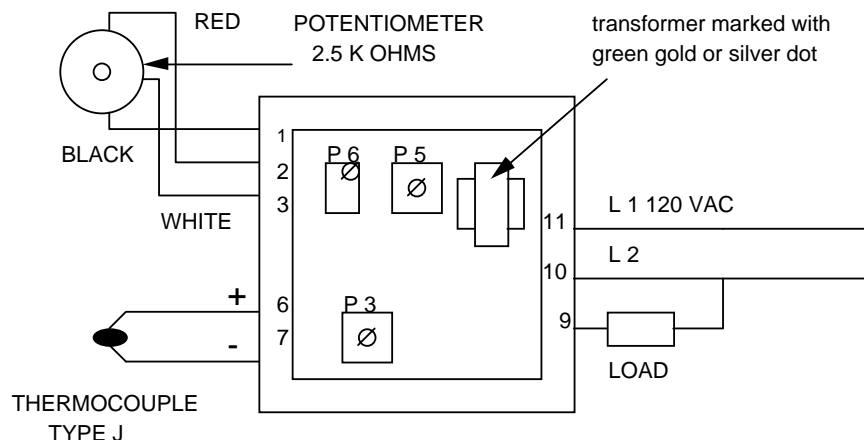 RED
POTENTIOMETER
2.5 K OHMS
transformer marked with
green gold or silver dot
BLACK
WHITE
1
2
3
P 6
P 5
11
L 1 120 VAC
L 2
10
+
6
-
7
P 3
9
LOAD
THERMOCOUPLE
TYPE J